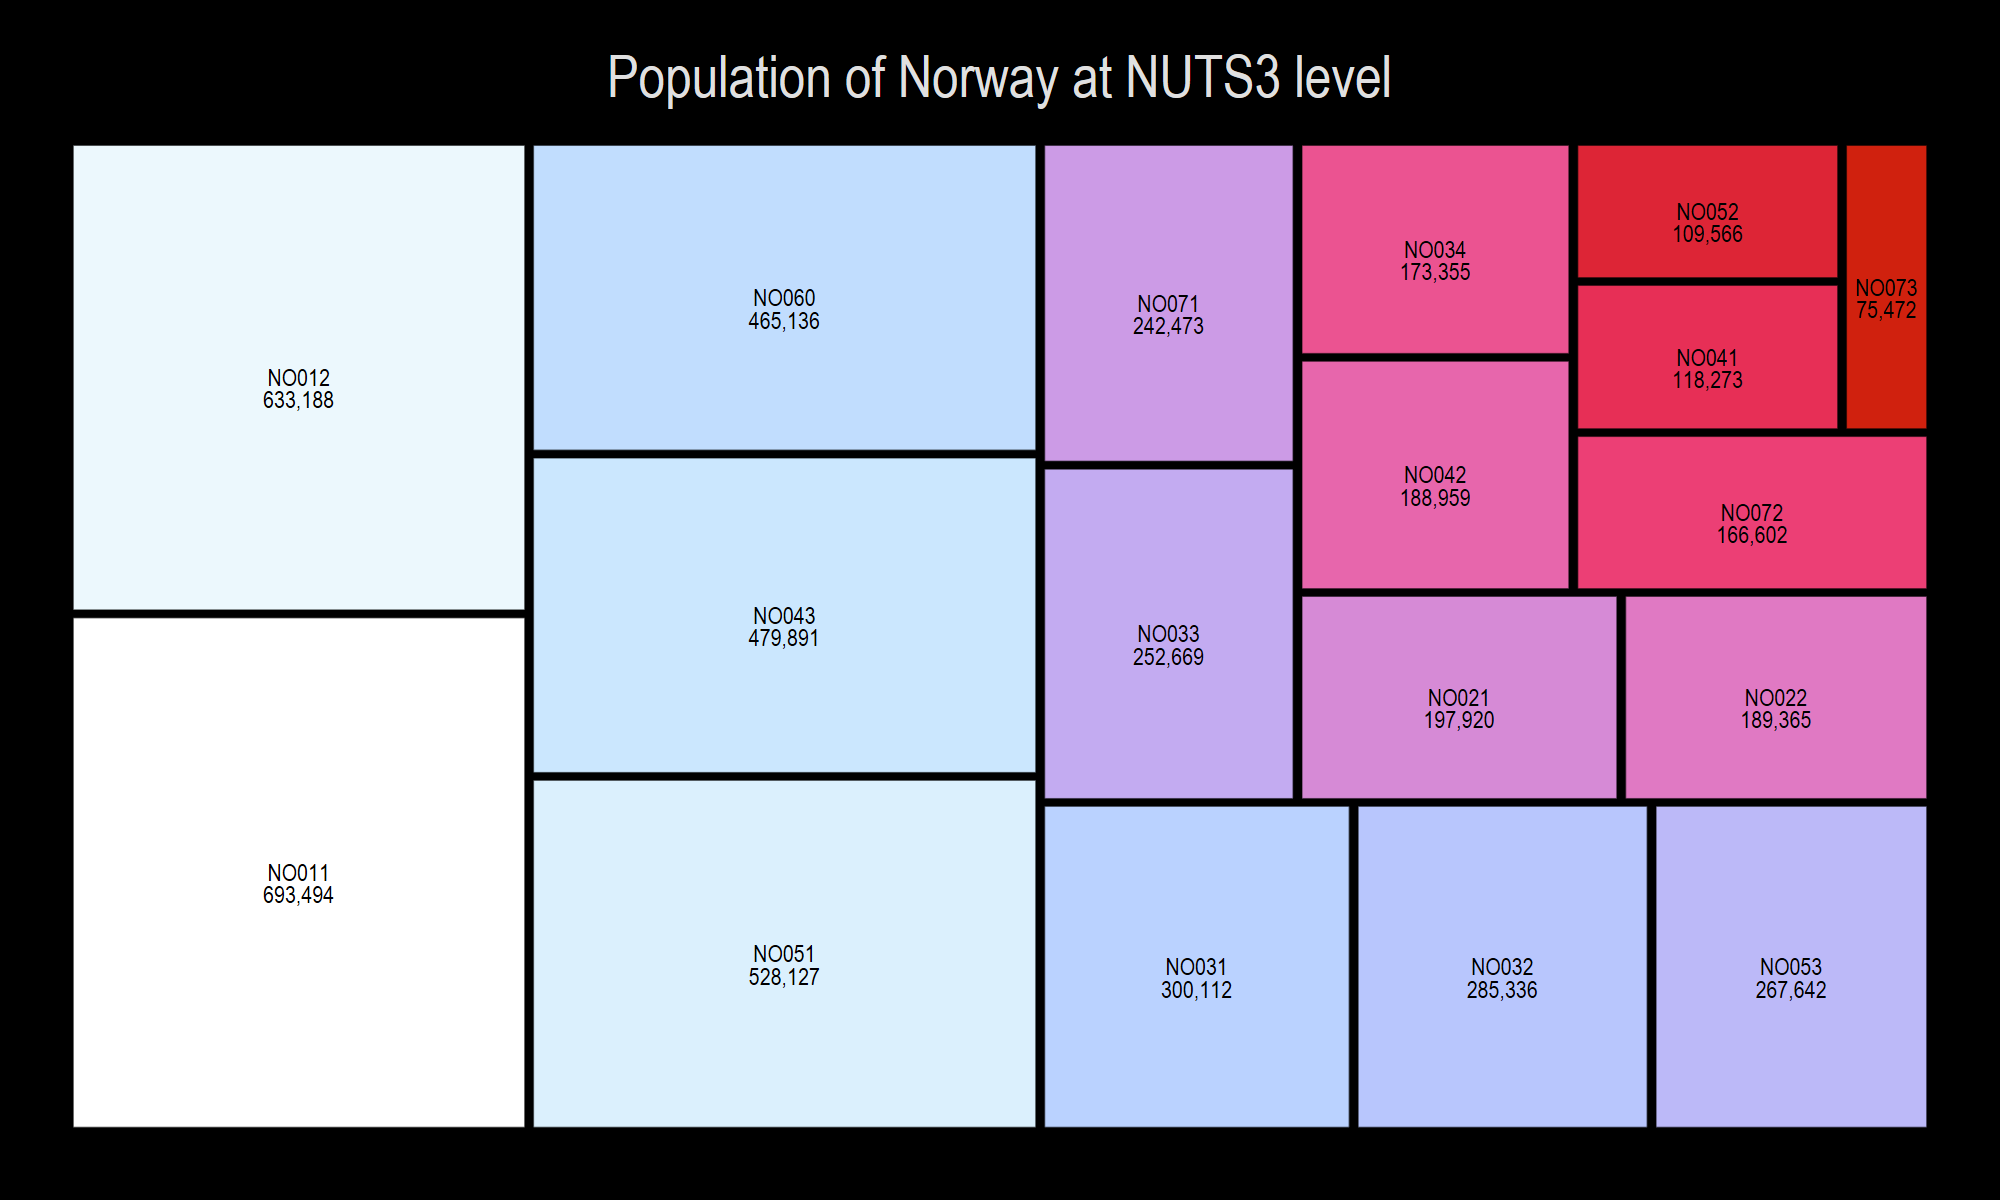 Population of Norway at NUTS3 level
NO012
633,188
NO011
693,494
NO060
465,136
NO043
479,891
NO051
528,127
NO071
242,473
NO033
252,669
NO034
173,355
NO042
188,959
NO052
109,566
NO041
118,273
NO073
75,472
NO072
166,602
NO021
197,920
NO022
189,365
NO031
300,112
NO032
285,336
NO053
267,642